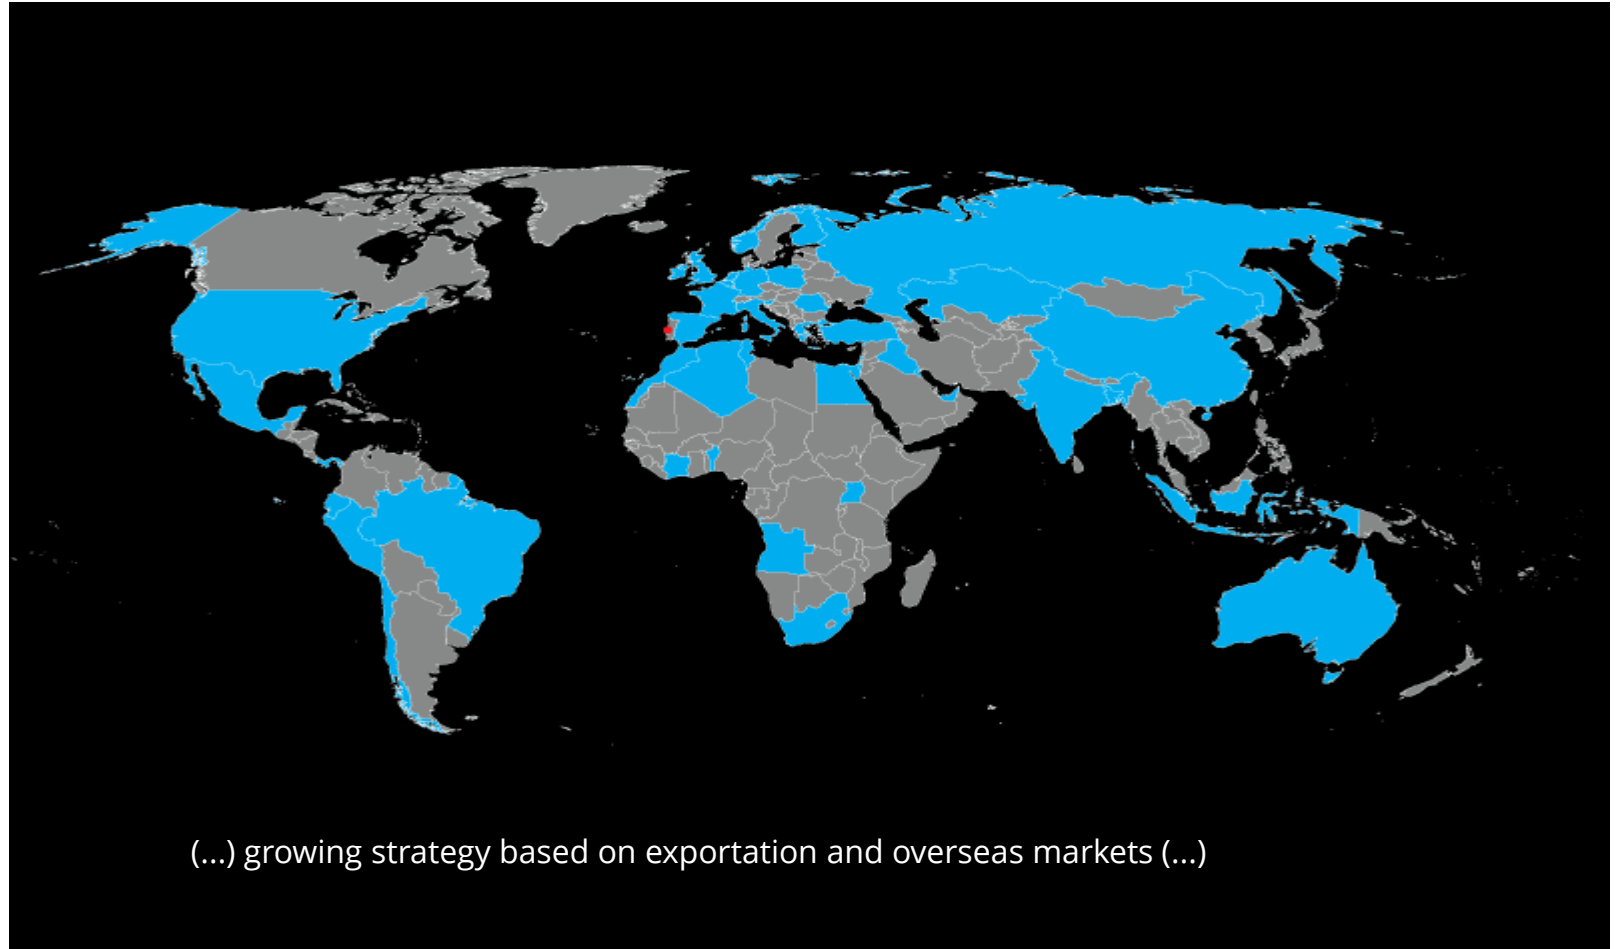 (...) growing strategy based on exportation and overseas markets (...)